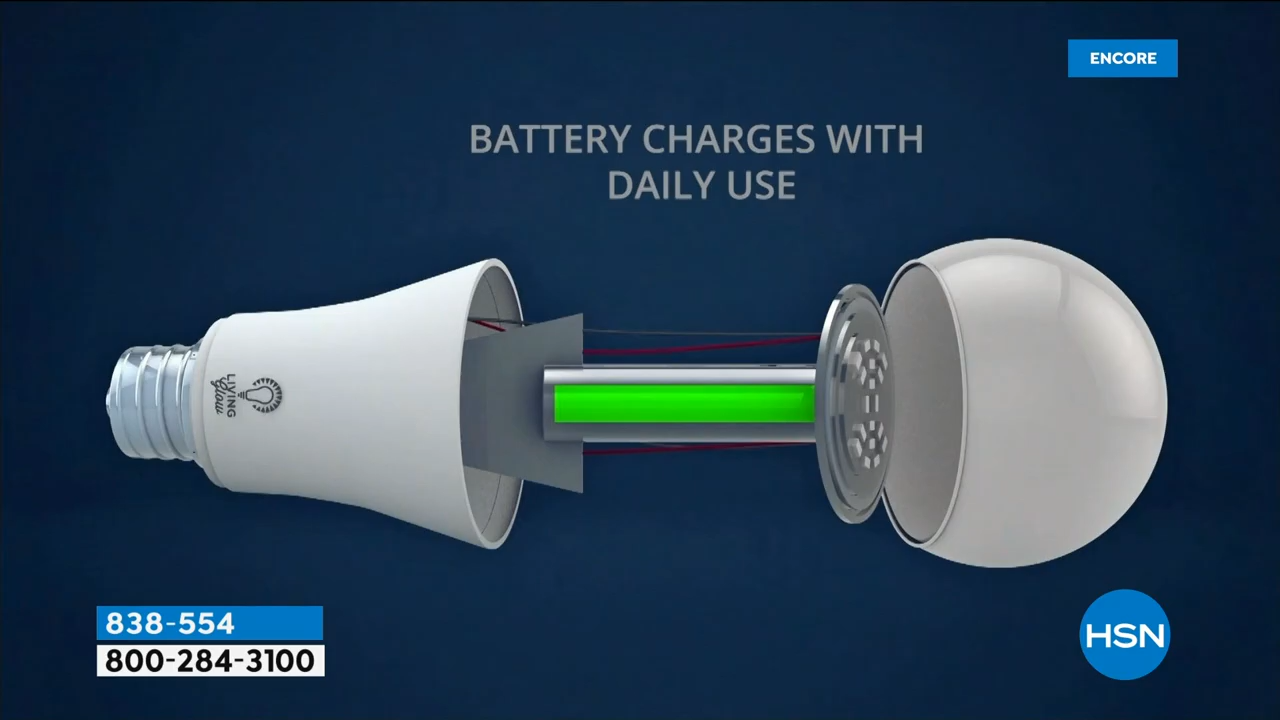 ENCORE
BATTERY CHARGES WITH
DAILY USE
LIVING
glow
838-554
800-284-3100
HSN